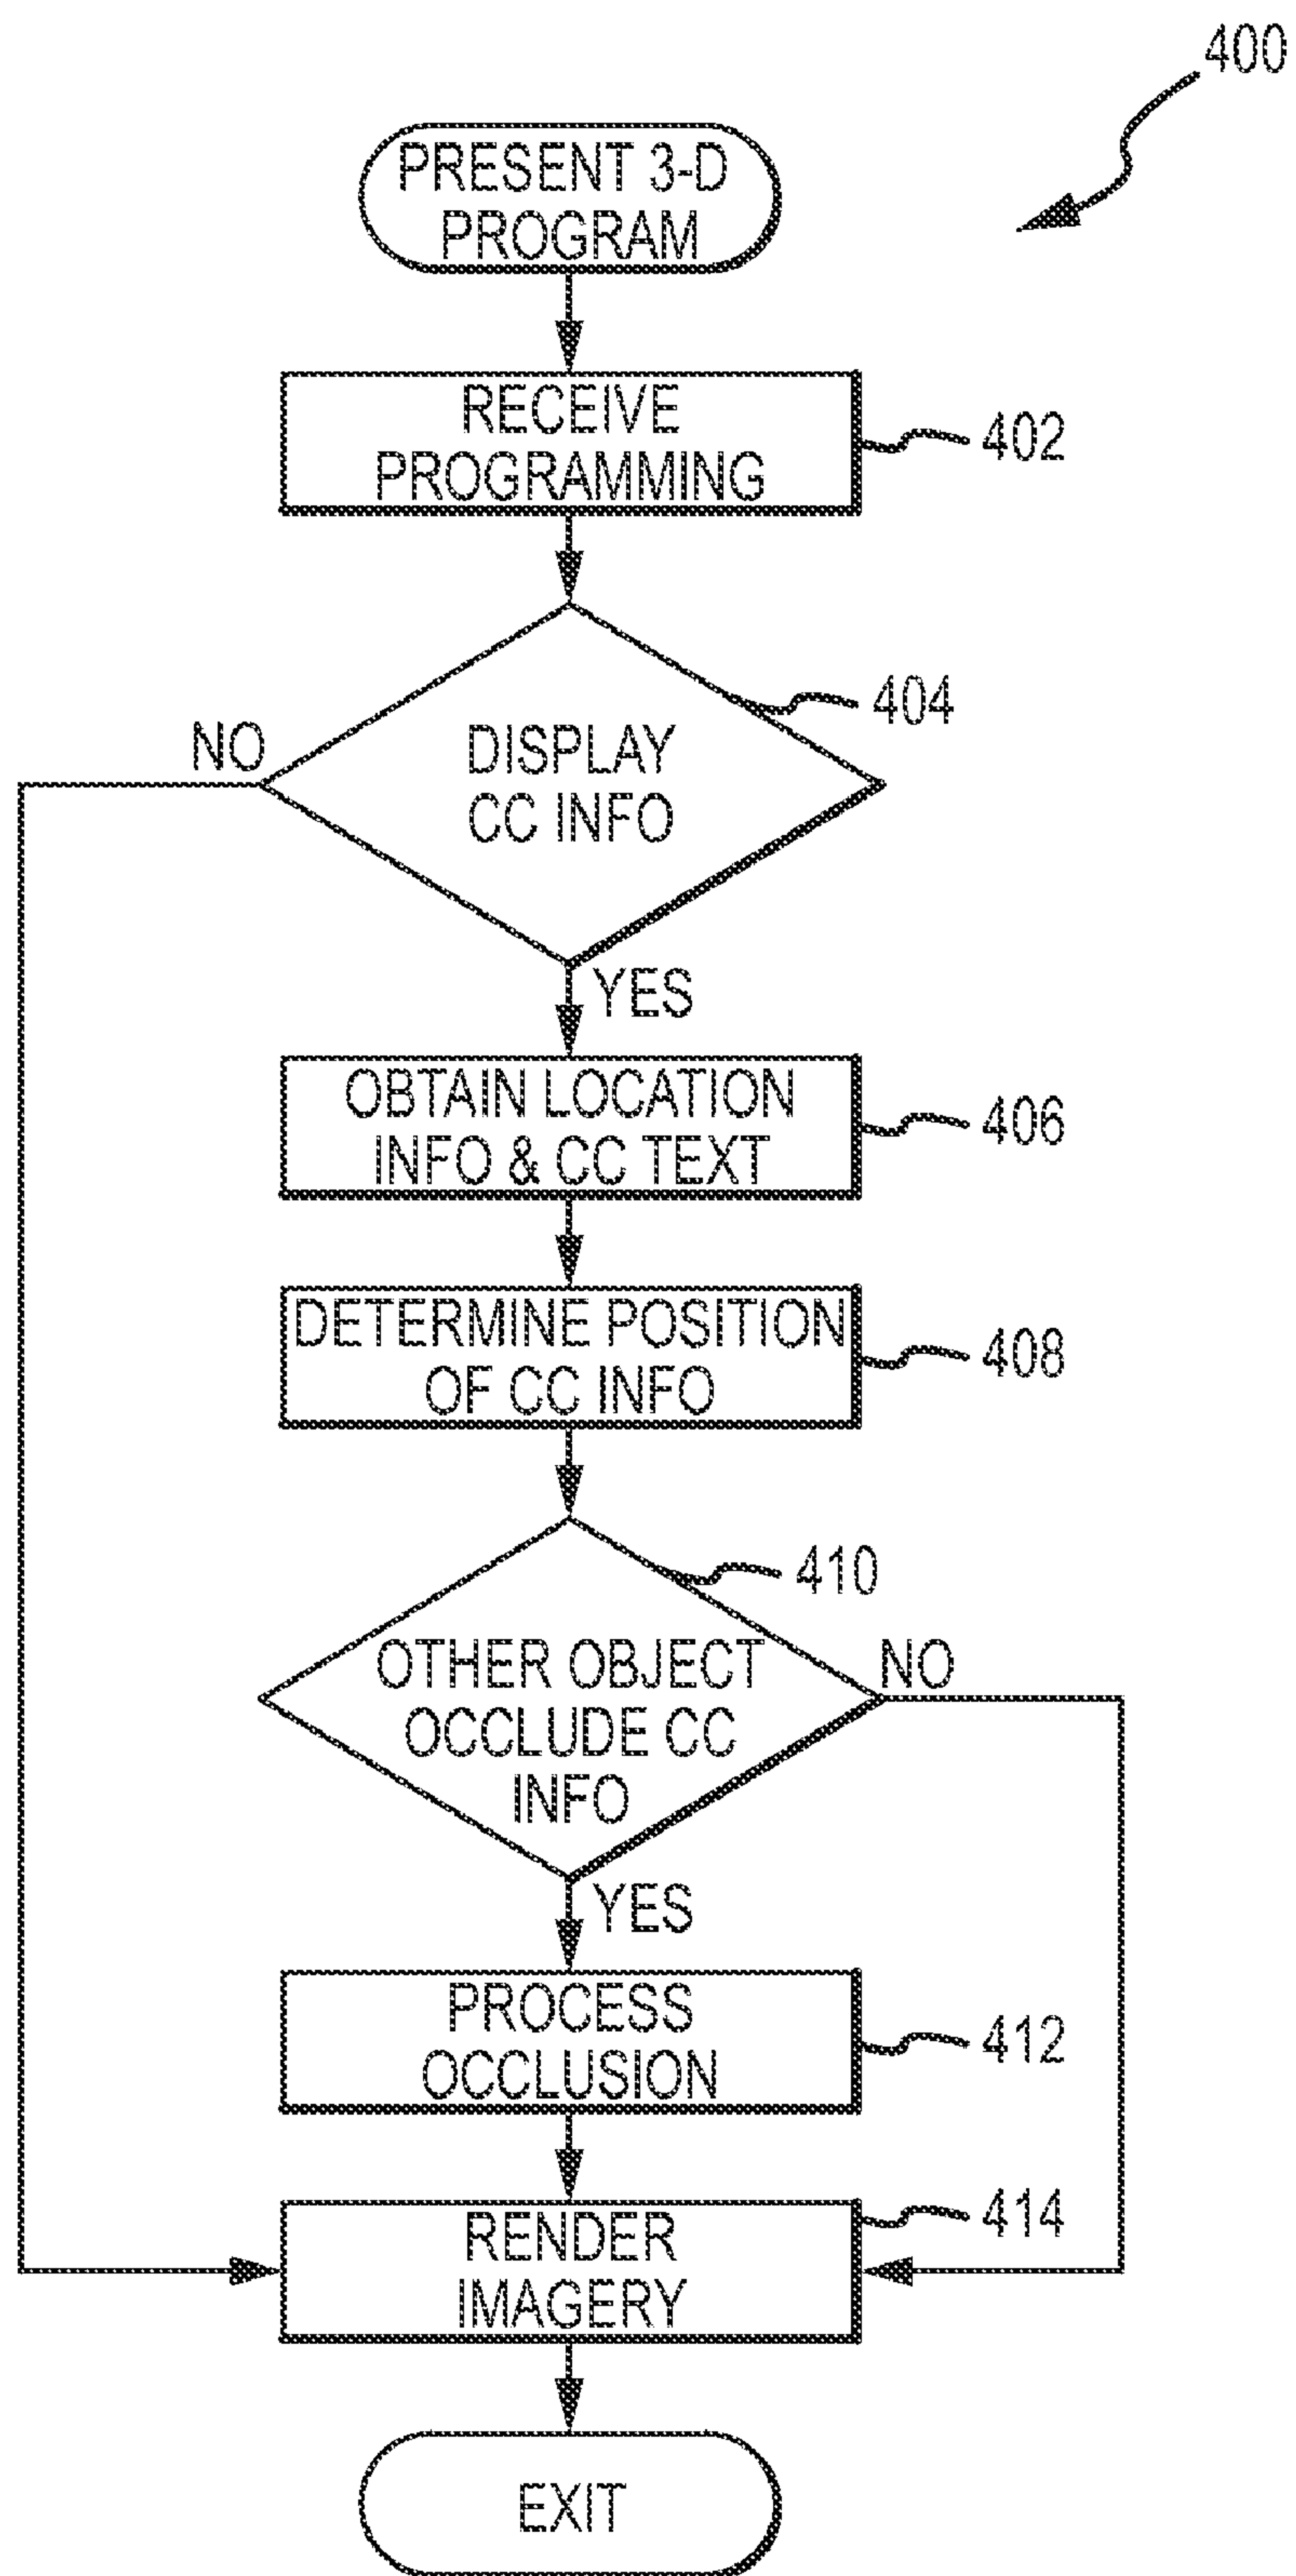 400
PRESENT 3-D
PROGRAM
RECEIVE
PROGRAMMING
402
404
NO
DISPLAY
CC INFO
YES
OBTAIN LOCATION
INFO & CC TEXT
406
DETERMINE POSITION
OF CC INFO
408
410
OTHER OBJECT
OCCLUDE CC
INFO
NO
YES
PROCESS
OCCLUSION
412
RENDER
IMAGERY
414
EXIT